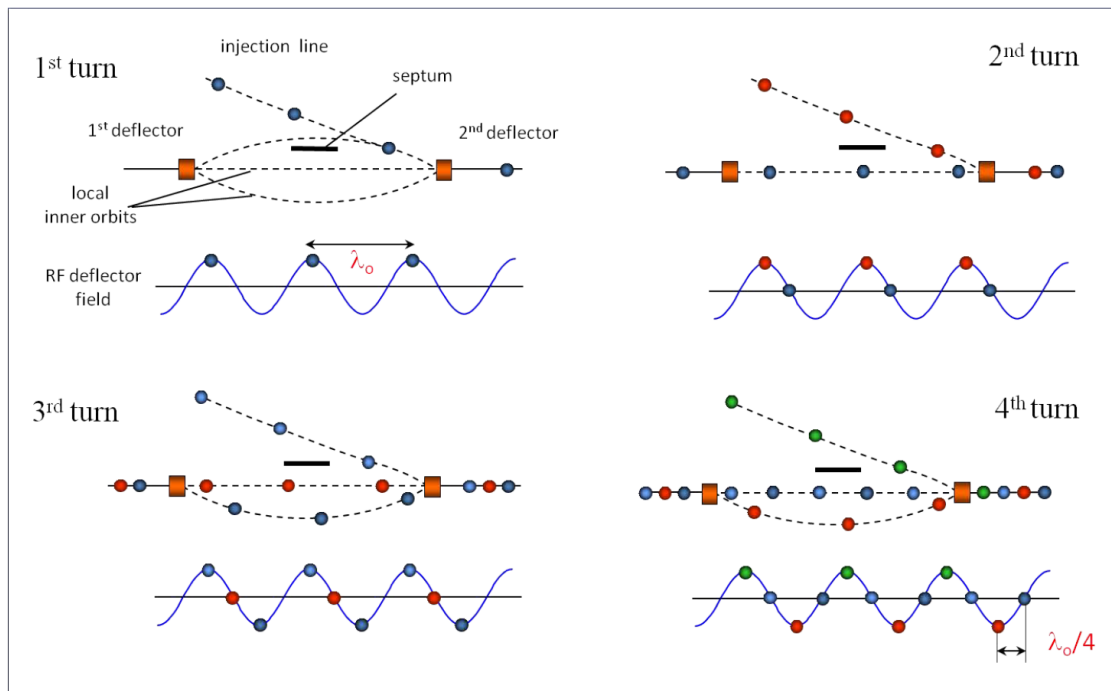 1st turn
injection line
septum
1st deflector
2nd deflector
local
inner orbits
λo
RF deflector
field
2nd turn
3rd turn
4th turn
λo/4